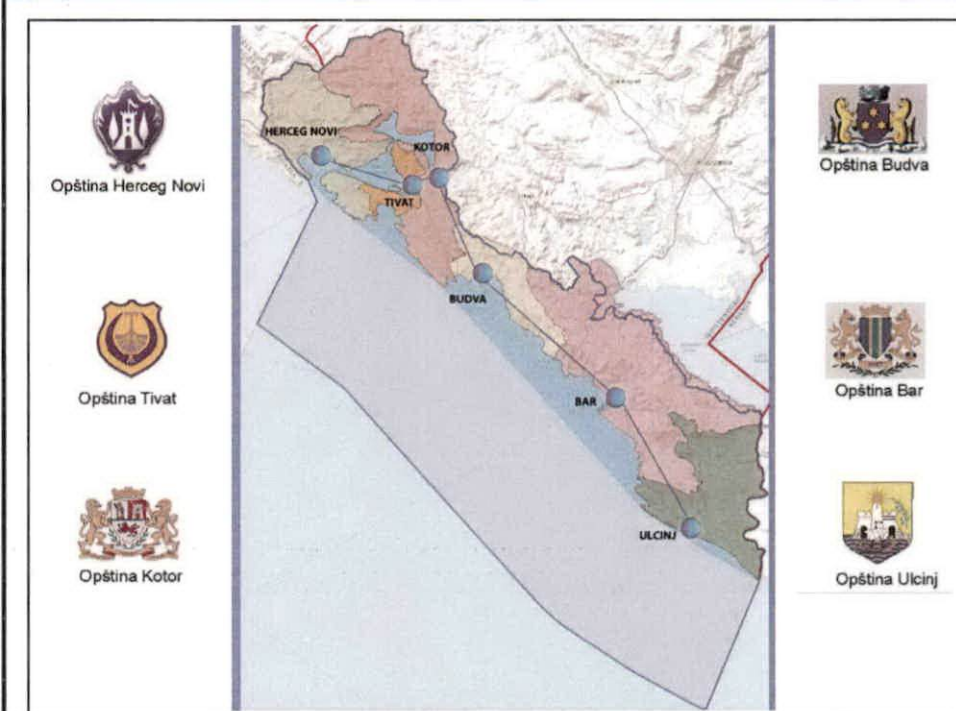 Opština Herceg Novi
Opština Tivat
Opština Kotor
HERCEG NOVI
KOTOR
TIVAT
BUDVA
BAR
ULCINJ
Opština Budva
Opština Bar
Opština Ulcinj